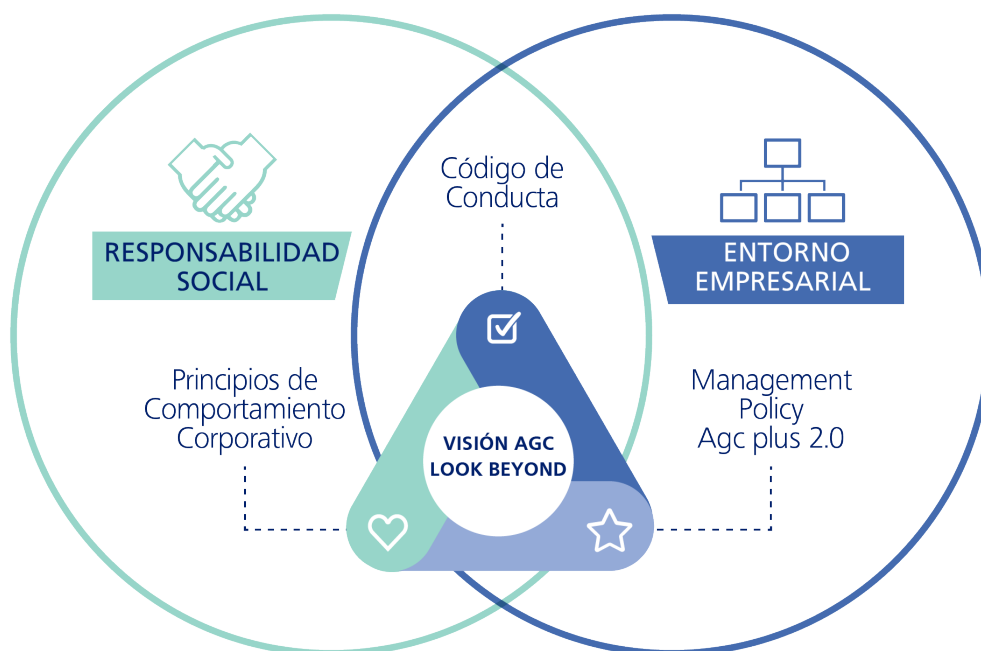 Código de
Conducta
RESPONSABILIDAD
SOCIAL
ENTORNO
EMPRESARIAL
Principios de
Comportamiento
Corporativo
Management
Policy
Agc plus 2.0
VISIÓN AGC
LOOK BEYOND